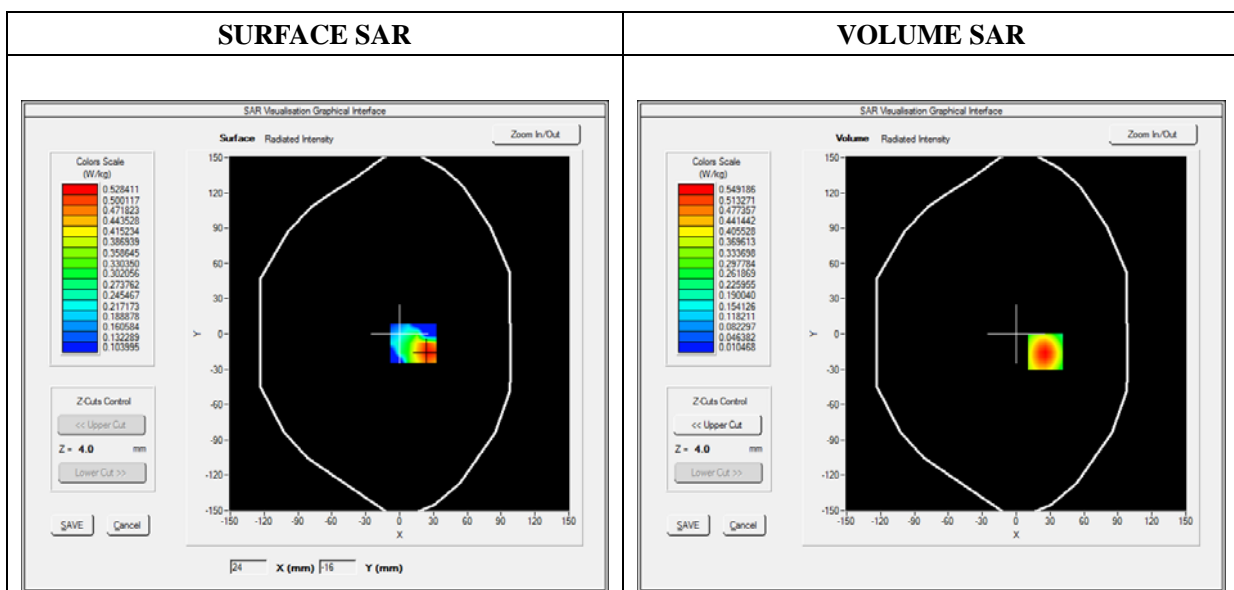 SURFACE SAR
VOLUME SAR
SAR Visualisation Graphical Interface
Surface Radiated Intensity
Zoom In/Out
Colors Scale
(W/kg)
0.528411
0.500117
0.471823
0.443528
0.415234
0.386939
0.358645
0.330350
0.302056
0.273762
0.245467
0.217173
0.188878
0.160584
0.132289
0.103995
150
120
90
60
30
0
-30
-60
-90
-120
-150
Y
-150 -120 -90 -60 -30 0 30 60 90 120 150
X
Z-Cuts Control
<< Upper Cut
Z = 4.0 mm
Lower Cut >>
SAVE Cancel
24 X (mm) -16 Y (mm)
SAR Visualisation Graphical Interface
Volume Radiated Intensity
Zoom In/Out
Colors Scale
(W/kg)
0.549186
0.513271
0.477357
0.441442
0.405528
0.369613
0.333698
0.297784
0.261869
0.225955
0.190040
0.154126
0.118211
0.082297
0.046382
0.010468
150
120
90
60
30
0
-30
-60
-90
-120
-150
Y
-150 -120 -90 -60 -30 0 30 60 90 120 150
X
Z-Cuts Control
<< Upper Cut
Z = 4.0 mm
Lower Cut >>
SAVE Cancel